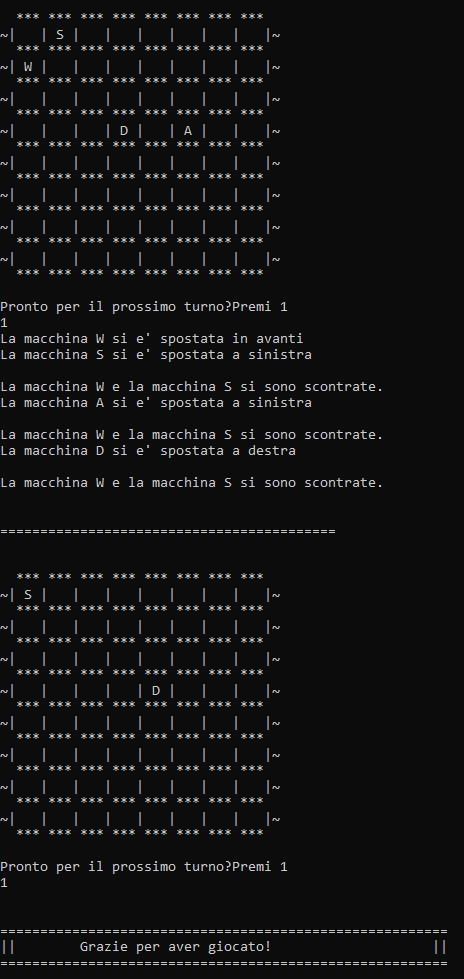 *** *** *** *** *** *** *** ***
~|   | S |   |   |   |   |   |   |~
  *** *** *** *** *** *** *** ***
~| W |   |   |   |   |   |   |   |~
  *** *** *** *** *** *** *** ***
~|   |   |   |   |   |   |   |   |~
  *** *** *** *** *** *** *** ***
~|   |   |   | D |   | A |   |   |~
  *** *** *** *** *** *** *** ***
~|   |   |   |   |   |   |   |   |~
  *** *** *** *** *** *** *** ***
~|   |   |   |   |   |   |   |   |~
  *** *** *** *** *** *** *** ***
~|   |   |   |   |   |   |   |   |~
  *** *** *** *** *** *** *** ***
~|   |   |   |   |   |   |   |   |~
  *** *** *** *** *** *** *** ***
Pronto per il prossimo turno?Premi 1
1
La macchina W si e' spostata in avanti
La macchina S si e' spostata a sinistra
La macchina W e la macchina S si sono scontrate.
La macchina A si e' spostata a sinistra
La macchina W e la macchina S si sono scontrate.
La macchina D si e' spostata a destra
La macchina W e la macchina S si sono scontrate.
==========================================
  *** *** *** *** *** *** *** ***
~| S |   |   |   |   |   |   |   |~
  *** *** *** *** *** *** *** ***
~|   |   |   |   |   |   |   |   |~
  *** *** *** *** *** *** *** ***
~|   |   |   |   |   |   |   |   |~
  *** *** *** *** *** *** *** ***
~|   |   |   |   | D |   |   |   |~
  *** *** *** *** *** *** *** ***
~|   |   |   |   |   |   |   |   |~
  *** *** *** *** *** *** *** ***
~|   |   |   |   |   |   |   |   |~
  *** *** *** *** *** *** *** ***
~|   |   |   |   |   |   |   |   |~
  *** *** *** *** *** *** *** ***
~|   |   |   |   |   |   |   |   |~
  *** *** *** *** *** *** *** ***
Pronto per il prossimo turno?Premi 1
1
========================================================
||        Grazie per aver giocato!                    ||
========================================================